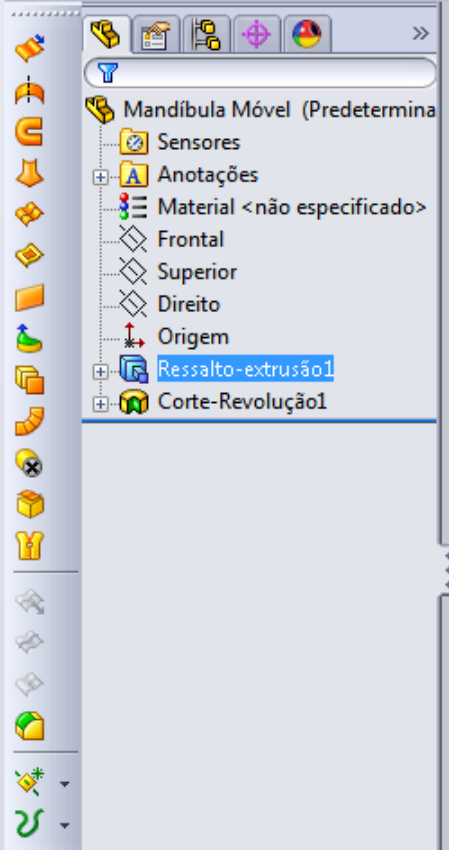 Mandíbula Móvel (Predetermina
Sensores
A Anotações
Material <não especificado>
Frontal
Superior
Direito
Origem
Ressalto-extrusão1
Corte-Revolução1